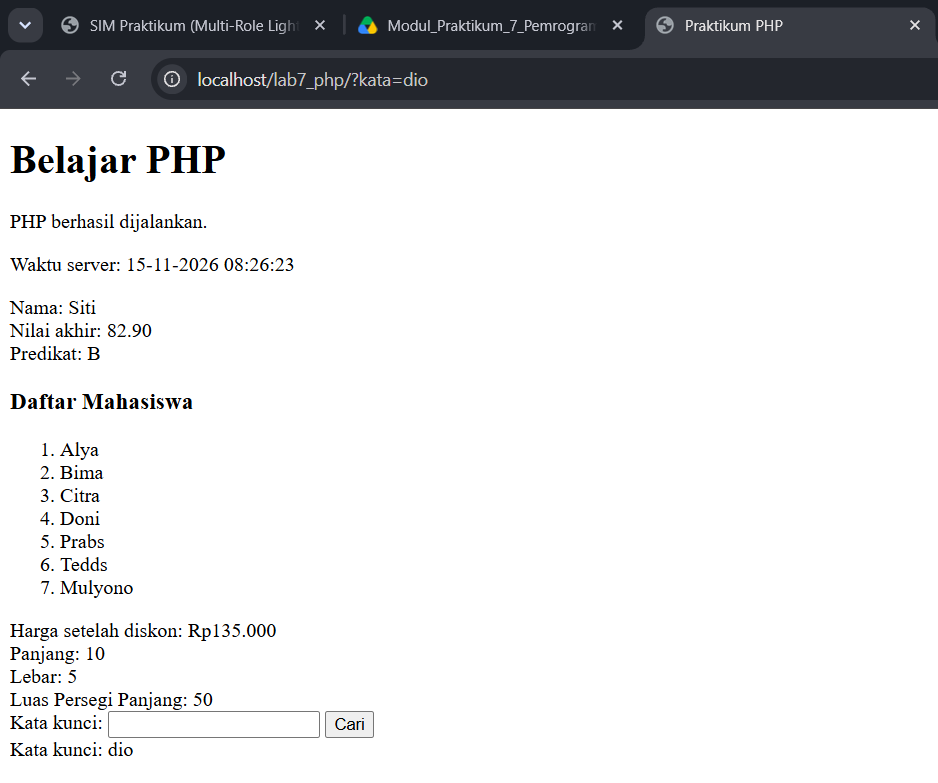 SIM Praktikum (Multi-Role Ligh
Modul_Praktikum_7_Pemrogran
Praktikum PHP
localhost/lab7_php/?kata=dio
Belajar PHP
PHP berhasil dijalankan.
Waktu server: 15-11-2026 08:26:23
Nama: Siti
Nilai akhir: 82.90
Predikat: B
Daftar Mahasiswa
1. Alya
2. Bima
3. Citra
4. Doni
5. Prabs
6. Tedds
7. Mulyono
Harga setelah diskon: Rp135.000
Panjang: 10
Lebar: 5
Luas Persegi Panjang: 50
Kata kunci: Cari
Kata kunci: dio